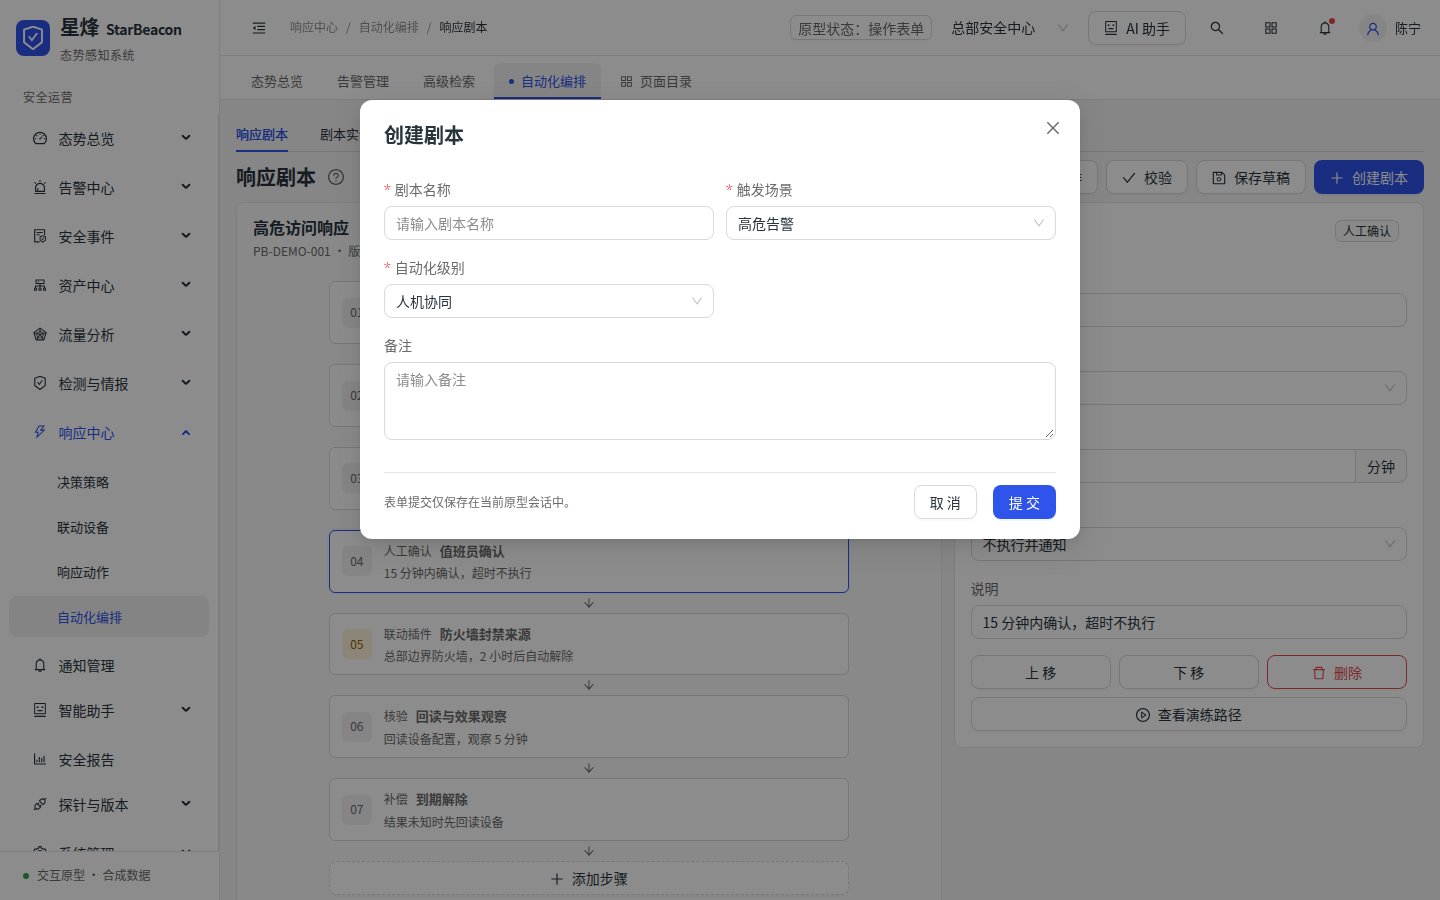 星烽 StarBeacon
态势感知系统
安全运营
态势总览
告警中心
安全事件
资产中心
流量分析
检测与情报
响应中心
决策策略
联动设备
响应动作
自动化编排
通知管理
智能助手
安全报告
探针与版本
交互原型 · 合成数据
响应中心 / 自动化编排 / 响应剧本
原型状态：操作表单
总部安全中心
AI 助手
陈宁
态势总览
告警管理
高级检索
自动化编排
页面目录
响应剧本
剧本实
响应剧本
校验
保存草稿
创建剧本
高危访问响应
PB-DEMO-001 · 版
人工确认
创建剧本
* 剧本名称
请输入剧本名称
* 触发场景
高危告警
* 自动化级别
人机协同
备注
请输入备注
表单提交仅保存在当前原型会话中。
取 消
提 交
01
02
03
04
人工确认 值班员确认
15 分钟内确认，超时不执行
05
联动插件 防火墙封禁来源
总部边界防火墙，2 小时后自动解除
06
核验 回读与效果观察
回读设备配置，观察 5 分钟
07
补偿 到期解除
结果未知时先回读设备
添加步骤
分钟
不执行并通知
说明
15 分钟内确认，超时不执行
上 移
下 移
删除
查看演练路径